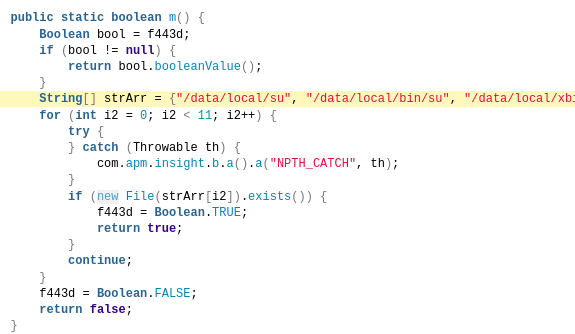 public static boolean m() {
Boolean bool = f443d;
if (bool != null) {
return bool.booleanValue();
}
String[] strArr = {"/data/local/su", "/data/local/bin/su", "/data/local/xbi
for (int i2 = 0; i2 < 11; i2++) {
try {
} catch (Throwable th) {
com.apm.insight.b.a().a("NPTH_CATCH", th);
}
if (new File(strArr[i2]).exists()) {
f443d = Boolean.TRUE;
return true;
}
continue;
}
f443d = Boolean.FALSE;
return false;
}